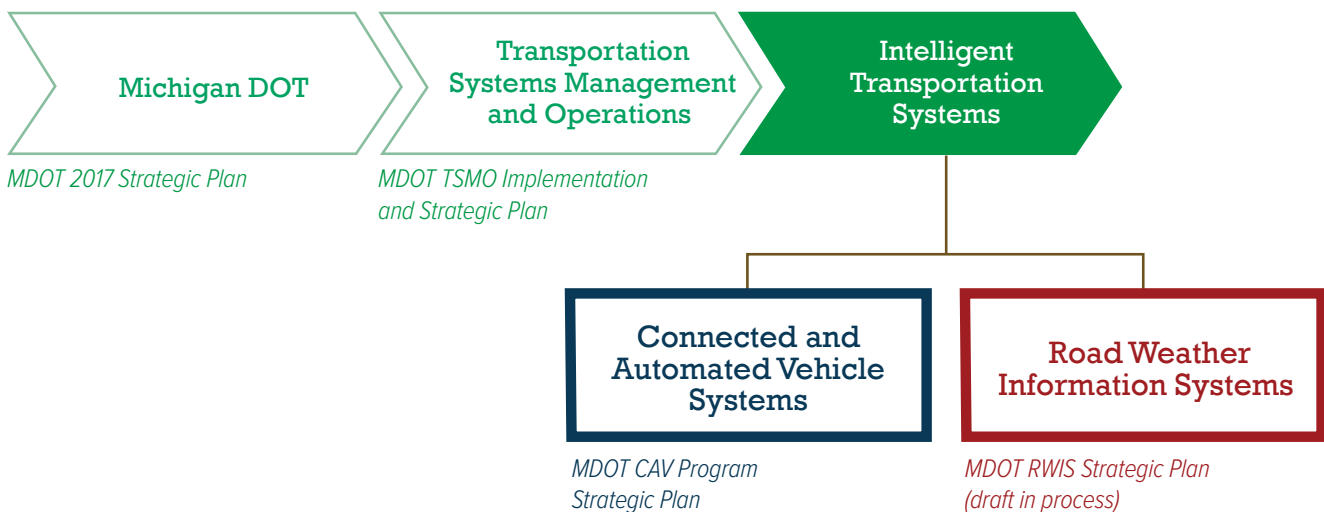 Michigan DOT
Transportation
Systems Management
and Operations
Intelligent
Transportation
Systems
MDOT 2017 Strategic Plan
MDOT TSMO Implementation
and Strategic Plan
Connected and
Automated Vehicle
Systems
Road Weather
Information Systems
MDOT CAV Program
Strategic Plan
MDOT RWIS Strategic Plan
(draft in process)